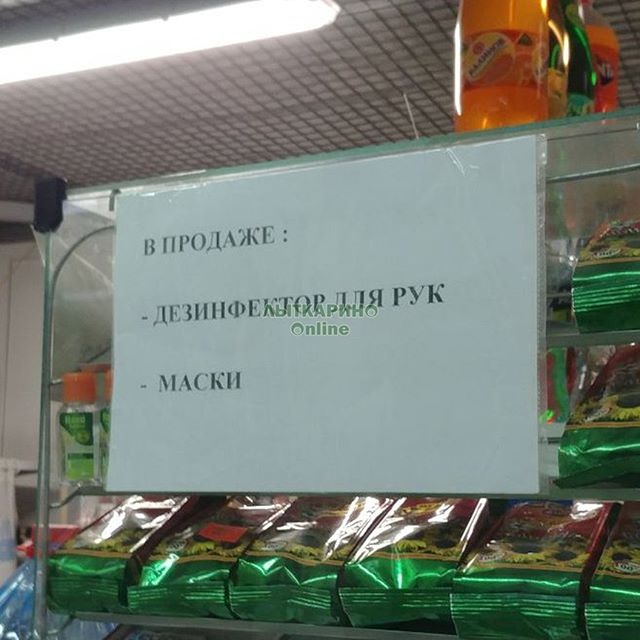 В ПРОДАЖЕ :
- ДЕЗИНФЕКТОР ДЛЯ РУК
ЛЫТКАРИНО
Online
- МАСКИ